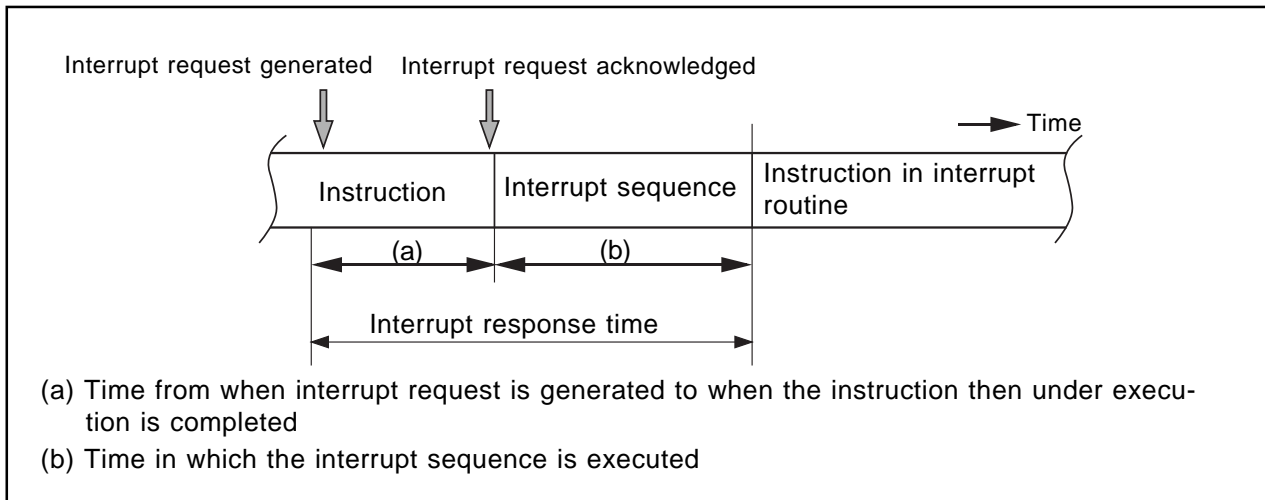 Interrupt request generated
Interrupt request acknowledged
Time
Instruction
Interrupt sequence
Instruction in interrupt
routine
(a)
(b)
Interrupt response time
(a) Time from when interrupt request is generated to when the instruction then under execu-
tion is completed
(b) Time in which the interrupt sequence is executed